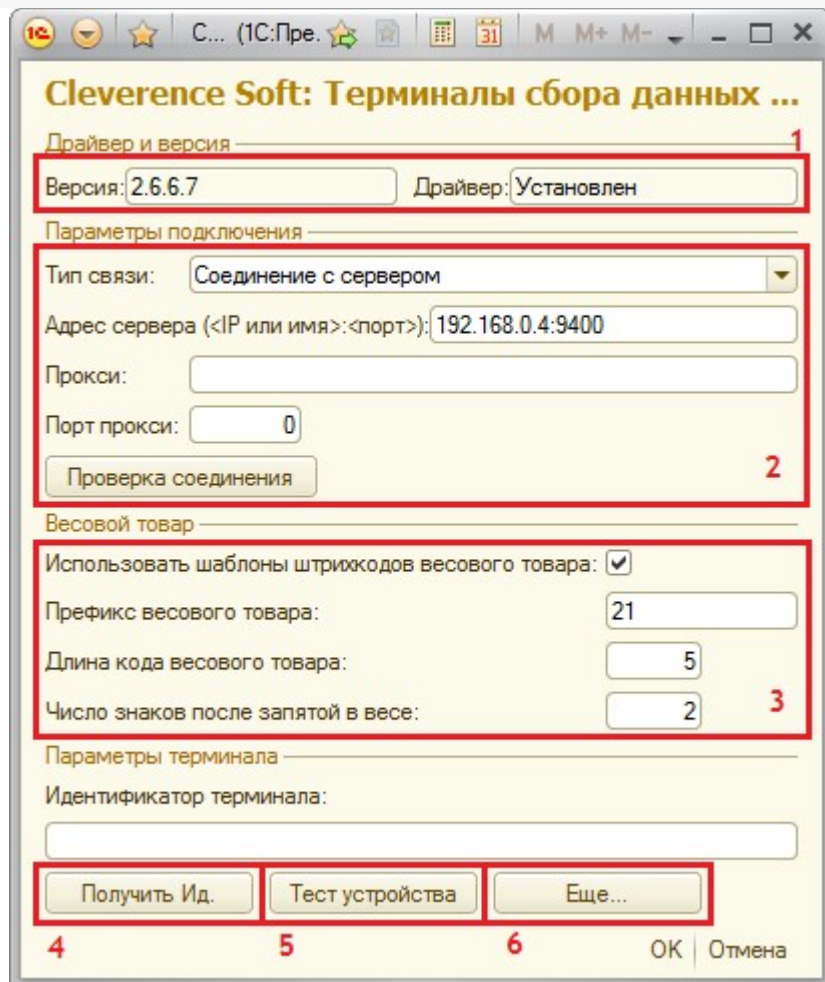 1С С... (1С:Пре. 31 M M+ M-
Cleverence Soft: Терминалы сбора данных ...
Драйвер и версия 1
Версия: 2.6.6.7 Драйвер: Установлен
Параметры подключения
Тип связи: Соединение с сервером
Адрес сервера (<IP или имя>:<порт>): 192.168.0.4:9400
Прокси:
Порт прокси: 0
Проверка соединения 2
Весовой товар
Использовать шаблоны штрихкодов весового товара:
Префикс весового товара: 21
Длина кода весового товара: 5
Число знаков после запятой в весе: 2 3
Параметры терминала
Идентификатор терминала:
Получить Ид. Тест устройства Еще...
4 5 6 OK Отмена